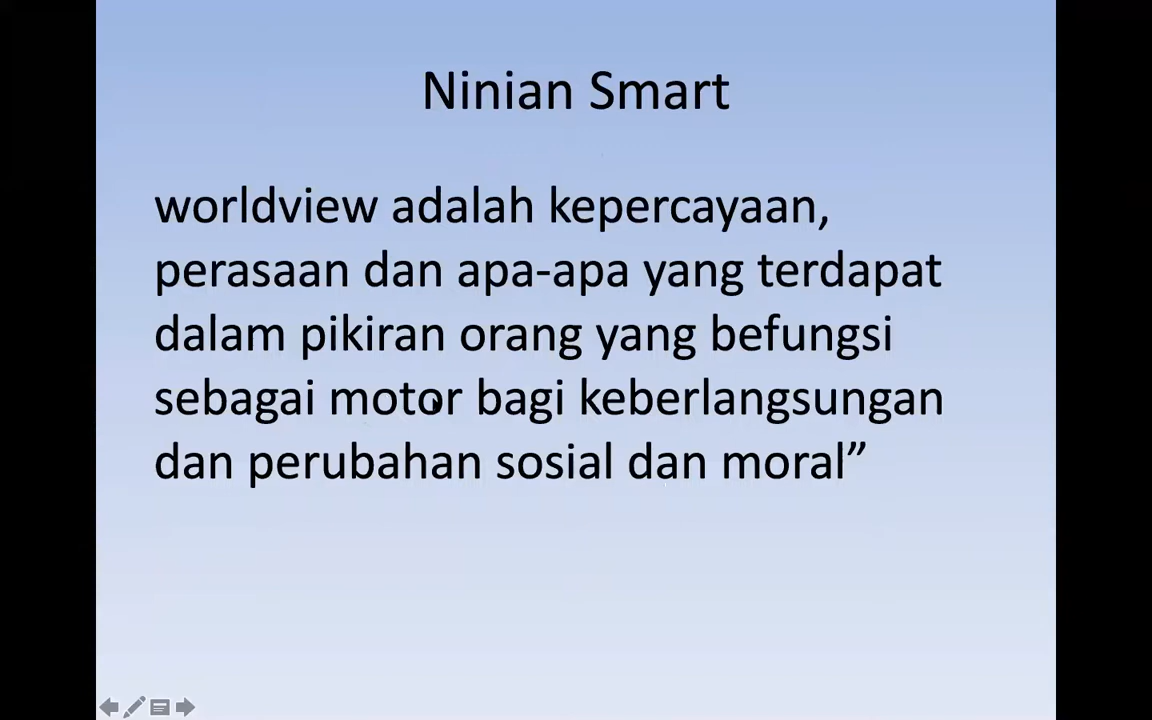 Ninian Smart
worldview adalah kepercayaan,
perasaan dan apa-apa yang terdapat
dalam pikiran orang yang befungsi
sebagai motor bagi keberlangsungan
dan perubahan sosial dan moral”